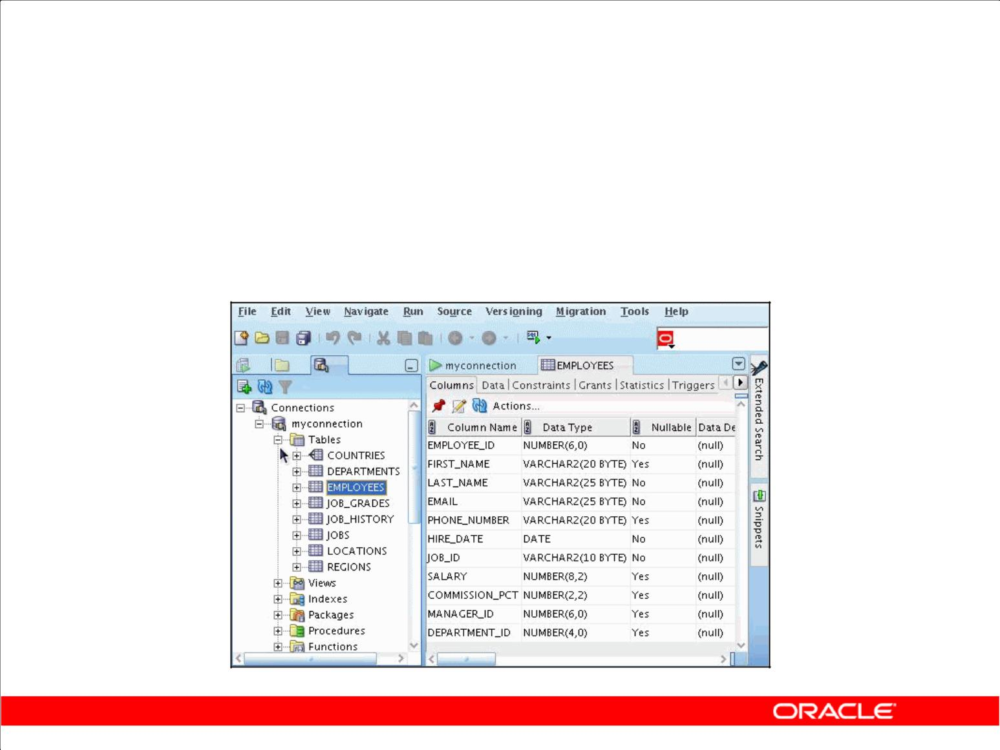 File Edit View Navigate Run Source Versioning Migration Tools Help
SQL
myconnection EMPLOYEES
Columns Data Constraints Grants Statistics Triggers
Actions...
Connections
myconnection
Tables
COUNTRIES
DEPARTMENTS
EMPLOYEES
JOB_GRADES
JOB_HISTORY
JOBS
LOCATIONS
REGIONS
Views
Indexes
Packages
Procedures
Functions
Column Name Data Type Nullable Data De
EMPLOYEE_ID NUMBER(6,0) No (null)
FIRST_NAME VARCHAR2(20 BYTE) Yes (null)
LAST_NAME VARCHAR2(25 BYTE) No (null)
EMAIL VARCHAR2(25 BYTE) No (null)
PHONE_NUMBER VARCHAR2(20 BYTE) Yes (null)
HIRE_DATE DATE No (null)
JOB_ID VARCHAR2(10 BYTE) No (null)
SALARY NUMBER(8,2) Yes (null)
COMMISSION_PCT NUMBER(2,2) Yes (null)
MANAGER_ID NUMBER(6,0) Yes (null)
DEPARTMENT_ID NUMBER(4,0) Yes (null)
Extended Search
Snippets
ORACLE